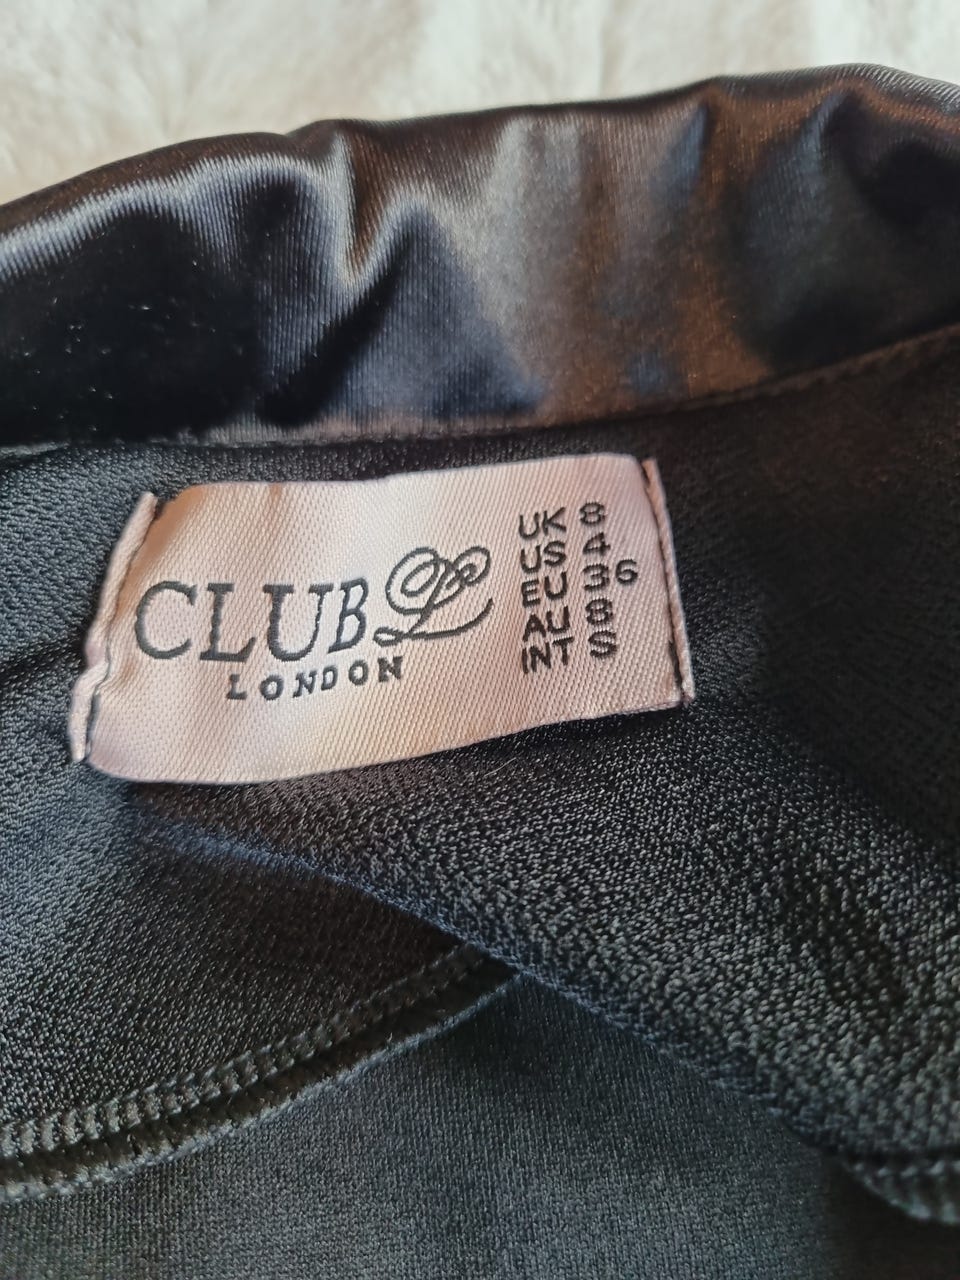 CLUB L
LONDON
UK 8
US 4
EU 36
AU 8
INT S